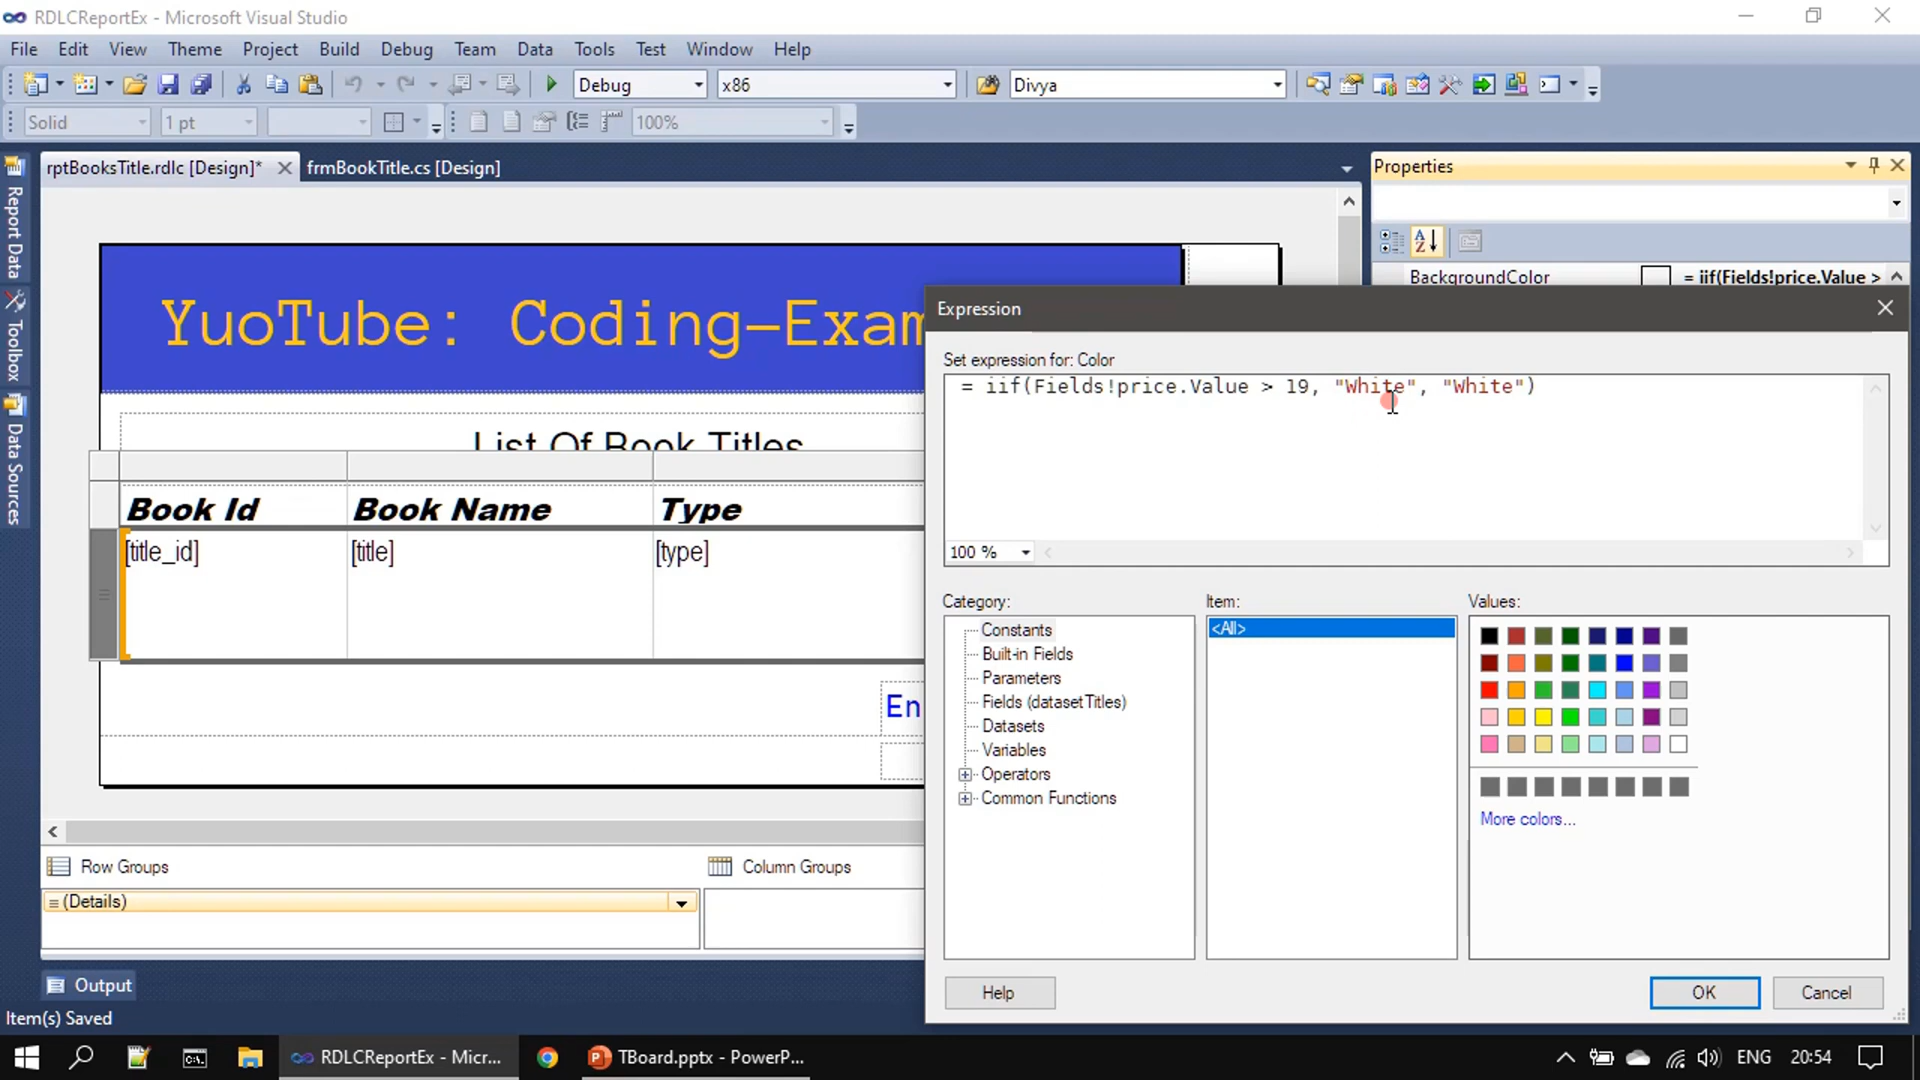 RDLCReportEx - Microsoft Visual Studio
File Edit View Theme Project Build Debug Team Data Tools Test Window Help
Debug x86 Divya
Solid 1 pt 100%
rptBooksTitle.rdlc [Design]* frmBookTitle.cs [Design] Properties
Report Data
Toolbox
Data Sources
BackgroundColor = iif(Fields!price.Value >
YuoTube: Coding-Exam
Expression
Set expression for: Color
= iif(Fields!price.Value > 19, "White", "White")
List Of Book Titles
Book Id Book Name Type
[title_id] [title] [type]
100 %
Category: Item: Values:
Constants
Built-in Fields
Parameters
Fields (datasetTitles)
Datasets
Variables
Operators
Common Functions
<All>
More colors...
En
Row Groups Column Groups
(Details)
Help OK Cancel
Output
Item(s) Saved
RDLCReportEx - Micr... TBoard.pptx - PowerP... ENG 20:54